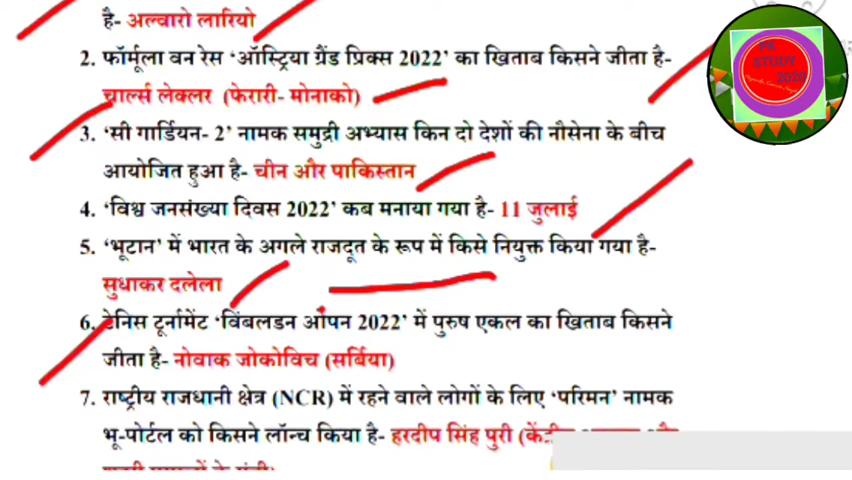 है- अल्वारो लारियो
2. फॉर्मूला वन रेस ‘ऑस्ट्रिया ग्रैंड प्रिक्स 2022’ का खिताब किसने जीता है-
चार्ल्स लेक्लर (फेरारी- मोनाको)
3. ‘सी गार्डियन- 2’ नामक समुद्री अभ्यास किन दो देशों की नौसेना के बीच
आयोजित हुआ है- चीन और पाकिस्तान
4. ‘विश्व जनसंख्या दिवस 2022’ कब मनाया गया है- 11 जुलाई
5. ‘भूटान’ में भारत के अगले राजदूत के रूप में किसे नियुक्त किया गया है-
सुधाकर दलेला
6. टेनिस टूर्नामेंट ‘विंबलडन ओपन 2022’ में पुरुष एकल का खिताब किसने
जीता है- नोवाक जोकोविच (सर्बिया)
7. राष्ट्रीय राजधानी क्षेत्र (NCR) में रहने वाले लोगों के लिए ‘परिमन’ नामक
भू-पोर्टल को किसने लॉन्च किया है- हरदीप सिंह पुरी
PK
STUDY
2020